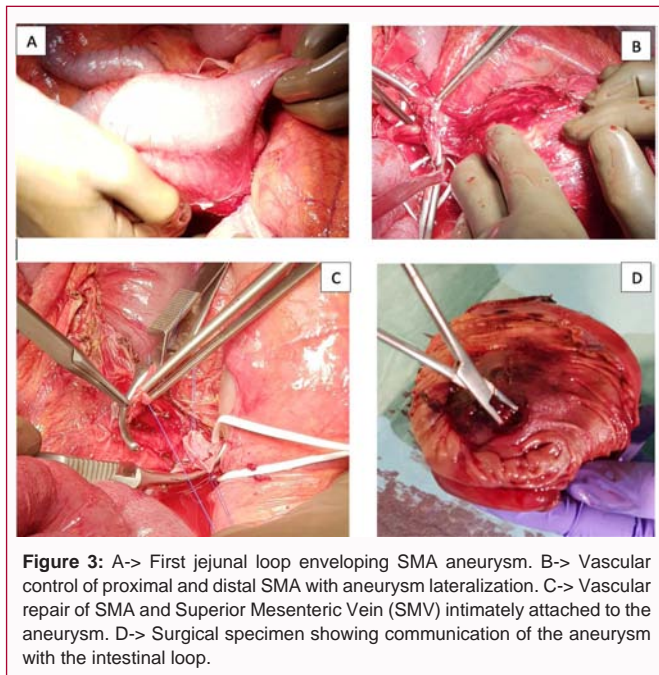 A
B
C
D
Figure 3: A-> First jejunal loop enveloping SMA aneurysm. B-> Vascular
control of proximal and distal SMA with aneurysm lateralization. C-> Vascular
repair of SMA and Superior Mesenteric Vein (SMV) intimately attached to the
aneurysm. D-> Surgical specimen showing communication of the aneurysm
with the intestinal loop.